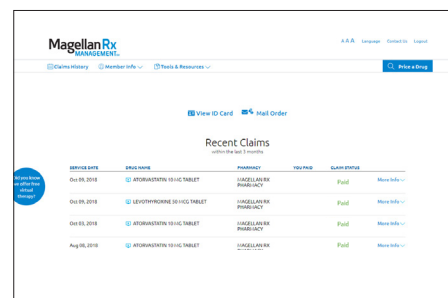 MagellanRx
MANAGEMENT
A A A Language Contact Us Logout
Claims History Member Info Tools & Resources Price a Drug
View ID Card Mail Order
Recent Claims
within the last 3 months
SERVICE DATE DRUG NAME PHARMACY YOU PAID CLAIM STATUS
Oct 09, 2018 ATORVASTATIN 10 MG TABLET MAGELLAN RX PHARMACY Paid More Info
did you know
we offer free
virtual
therapy?
Oct 09, 2018 LEVOTHYROXINE 50 MCG TABLET MAGELLAN RX PHARMACY Paid More Info
Oct 03, 2018 ATORVASTATIN 10 MG TABLET MAGELLAN RX PHARMACY Paid More Info
Aug 08, 2018 ATORVASTATIN 10 MG TABLET MAGELLAN RX PHARMACY Paid More Info